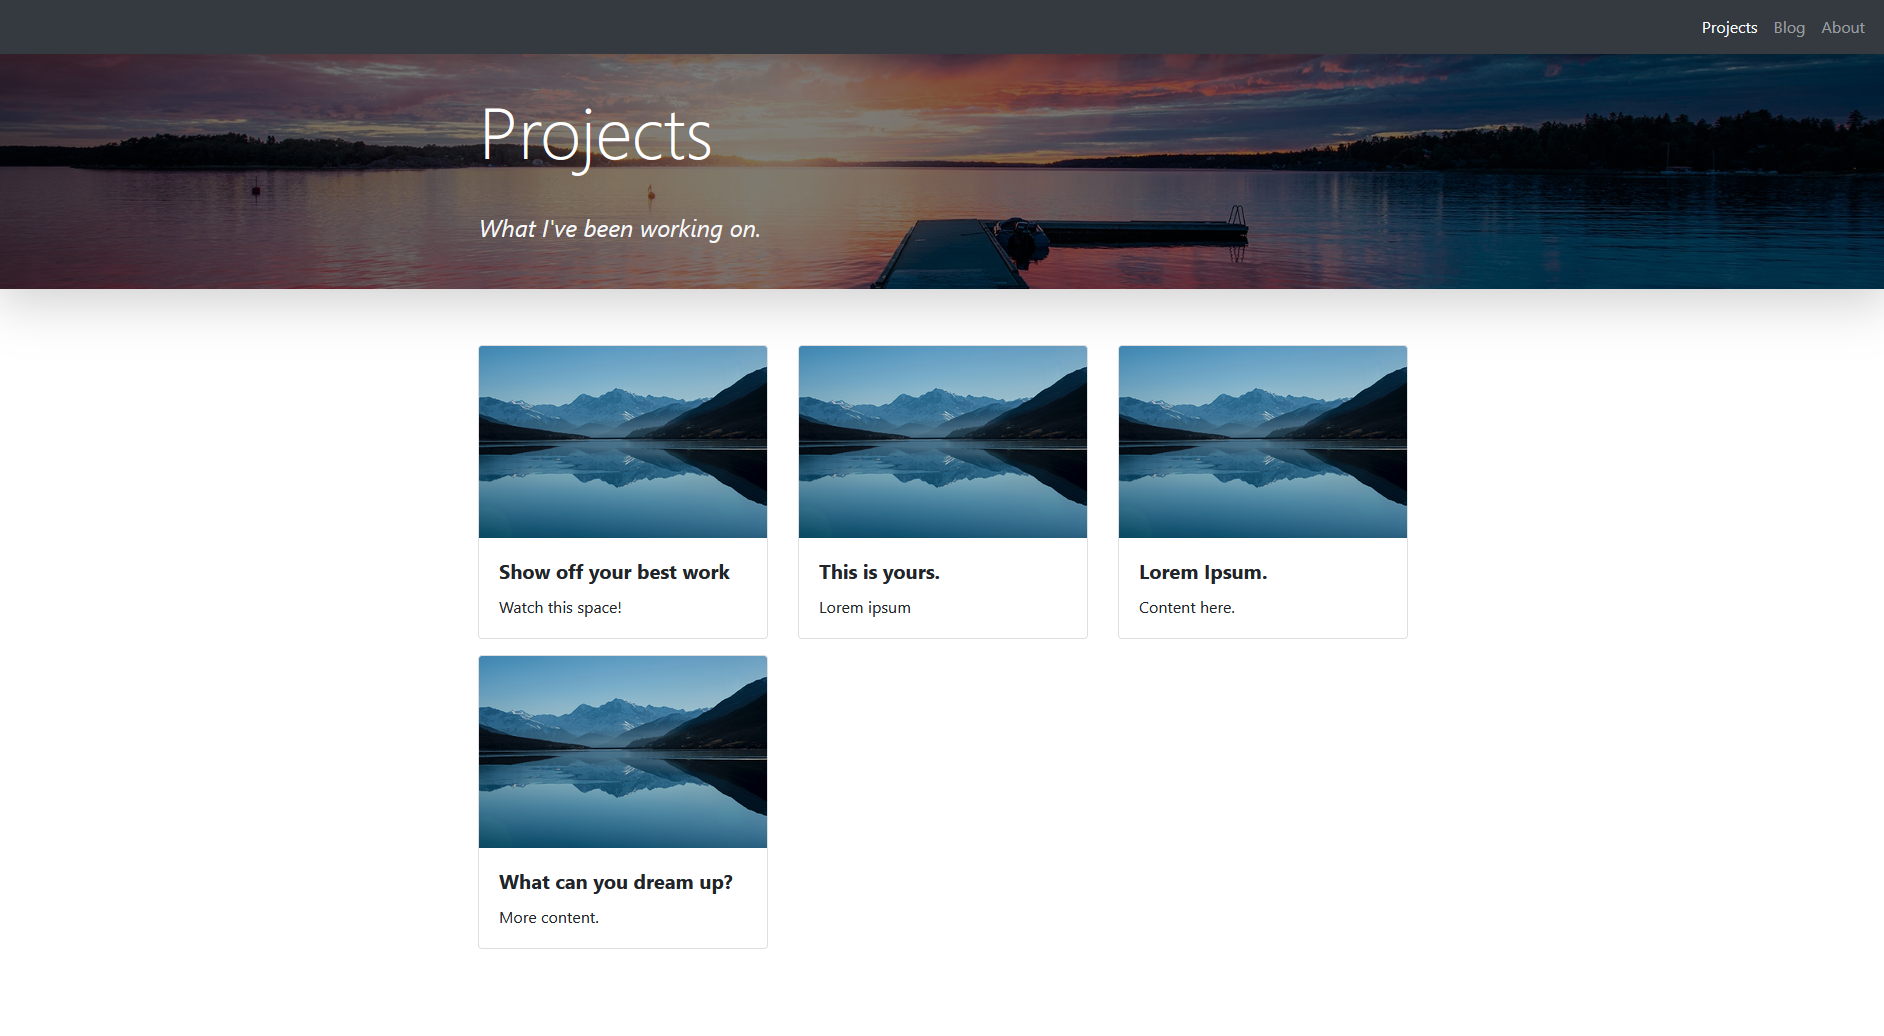 Projects Blog About
Projects
What I've been working on.
Show off your best work
Watch this space!
This is yours.
Lorem ipsum
Lorem Ipsum.
Content here.
What can you dream up?
More content.